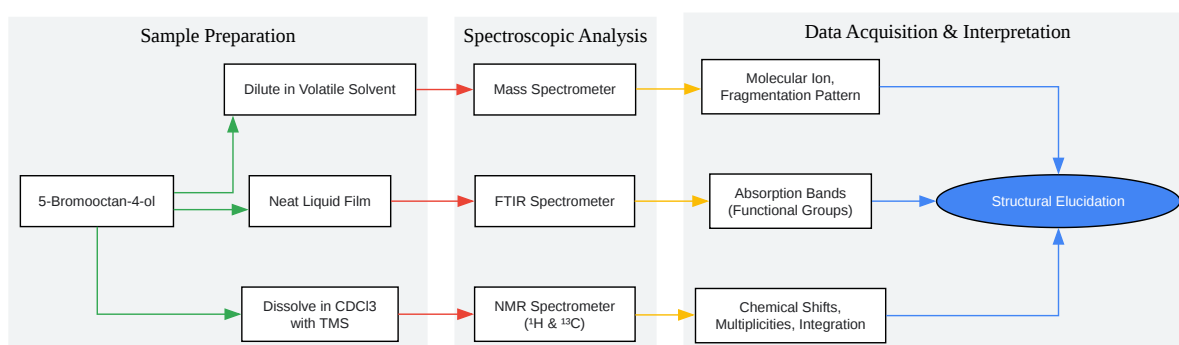 Sample Preparation
Spectroscopic Analysis
Data Acquisition & Interpretation
Dilute in Volatile Solvent
Mass Spectrometer
Molecular Ion,
Fragmentation Pattern
5-Bromooctan-4-ol
Neat Liquid Film
FTIR Spectrometer
Absorption Bands
(Functional Groups)
Structural Elucidation
Dissolve in CDCl3
with TMS
NMR Spectrometer
(¹H & ¹³C)
Chemical Shifts,
Multiplicities, Integration